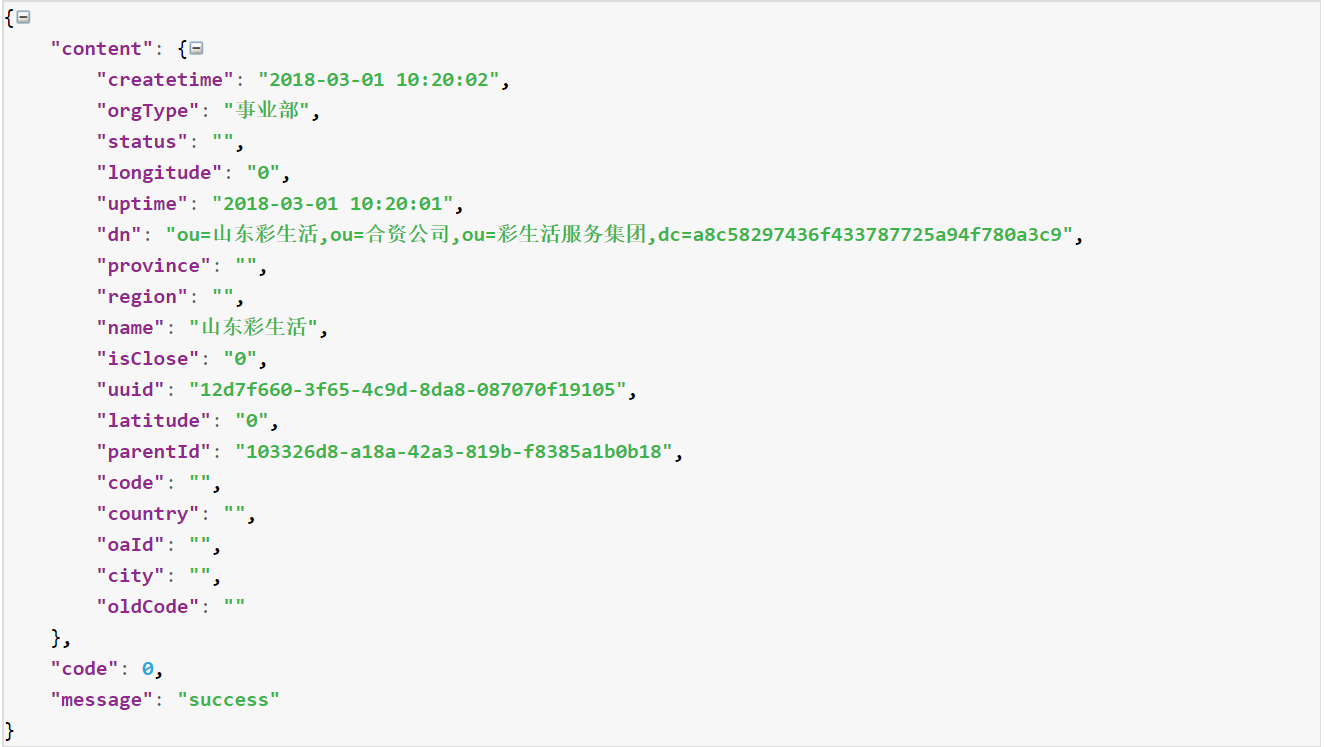 {
"content": {
"createtime": "2018-03-01 10:20:02",
"orgType": "事业部",
"status": "",
"longitude": "0",
"uptime": "2018-03-01 10:20:01",
"dn": "ou=山东彩生活,ou=合资公司,ou=彩生活服务集团,dc=a8c58297436f433787725a94f780a3c9",
"province": "",
"region": "",
"name": "山东彩生活",
"isClose": "0",
"uuid": "12d7f660-3f65-4c9d-8da8-087070f19105",
"latitude": "0",
"parentId": "103326d8-a18a-42a3-819b-f8385a1b0b18",
"code": "",
"country": "",
"oaId": "",
"city": "",
"oldCode": ""
},
"code": 0,
"message": "success"
}